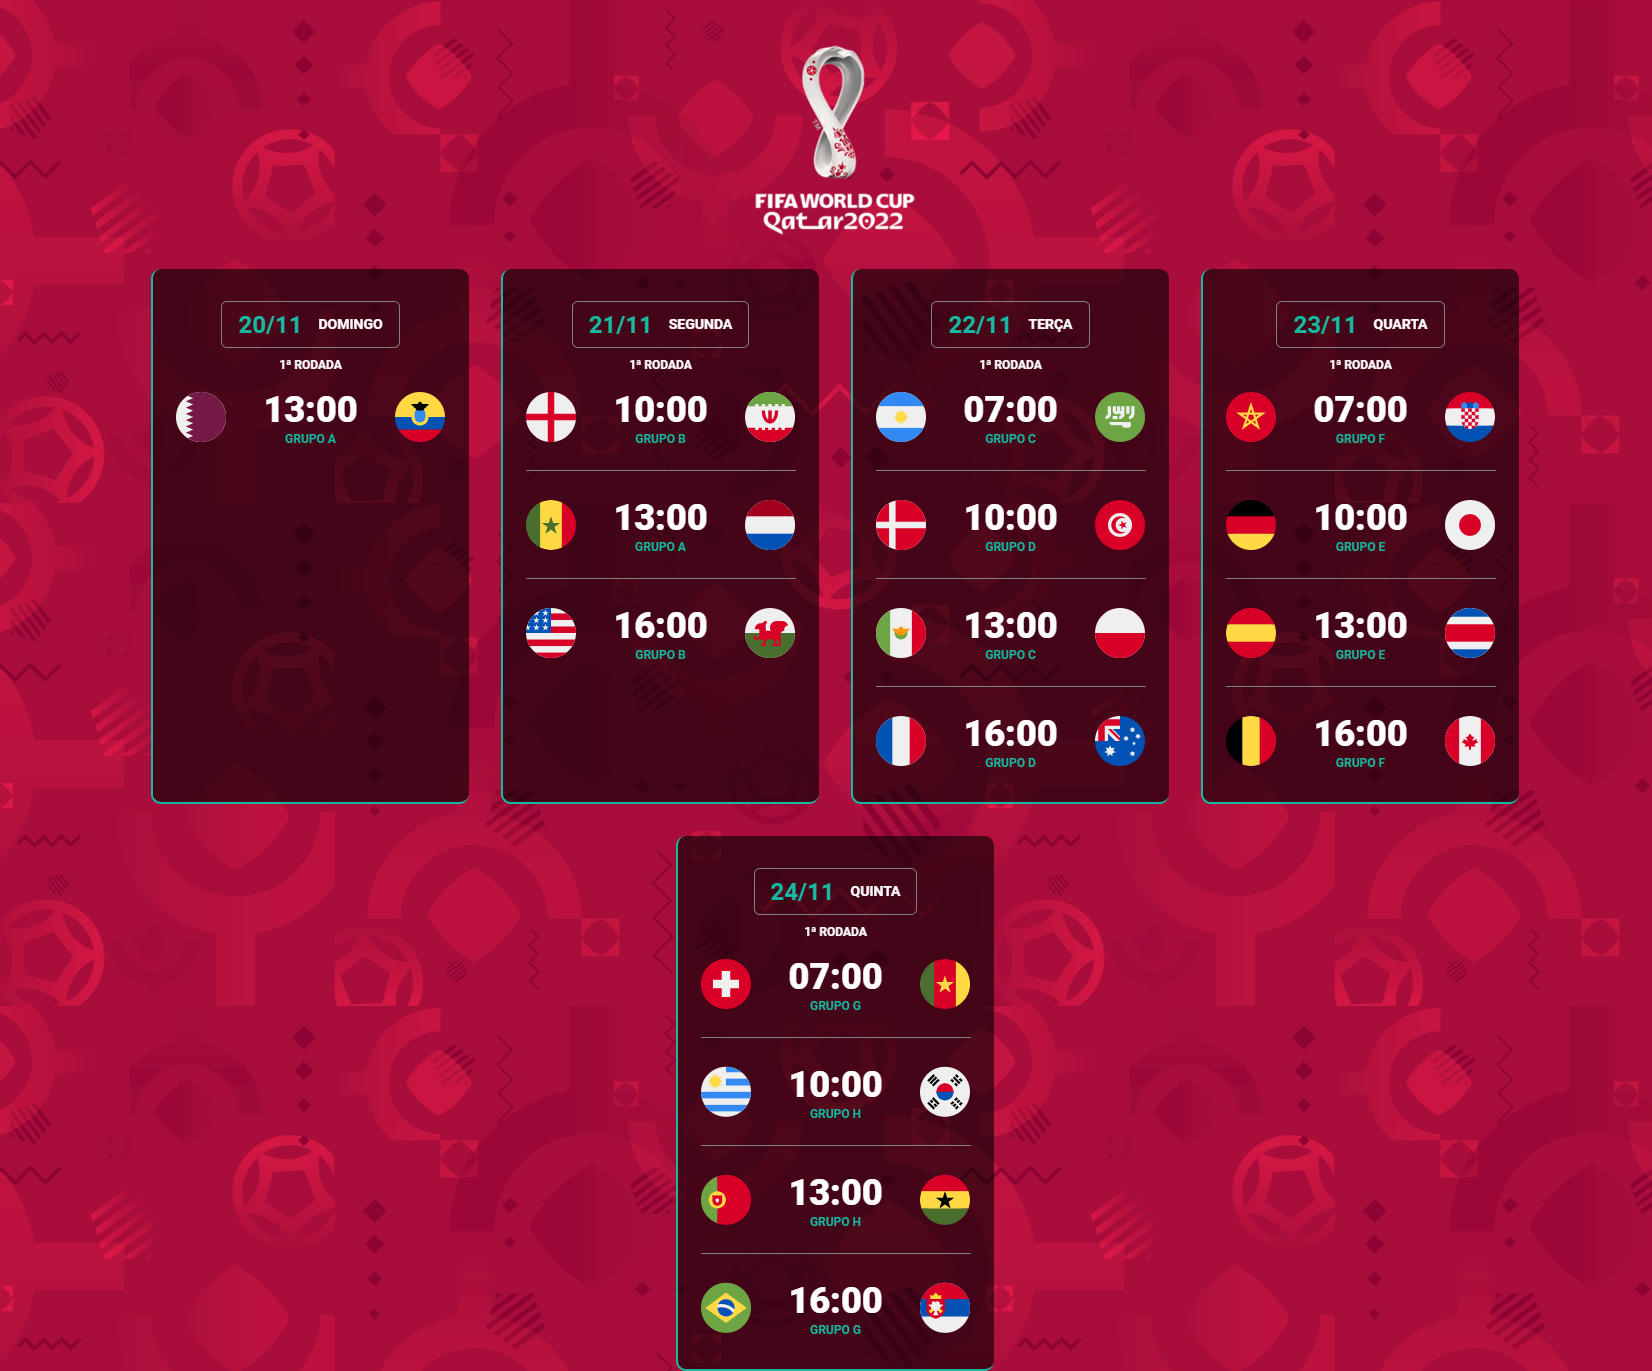 FIFA WORLD CUP
Qatar2022
20/11 DOMINGO
1ª RODADA
13:00
GRUPO A
21/11 SEGUNDA
1ª RODADA
10:00
GRUPO B
13:00
GRUPO A
16:00
GRUPO B
22/11 TERÇA
1ª RODADA
07:00
GRUPO C
10:00
GRUPO D
13:00
GRUPO C
16:00
GRUPO D
23/11 QUARTA
1ª RODADA
07:00
GRUPO F
10:00
GRUPO E
13:00
GRUPO E
16:00
GRUPO F
24/11 QUINTA
1ª RODADA
07:00
GRUPO G
10:00
GRUPO H
13:00
GRUPO H
16:00
GRUPO G